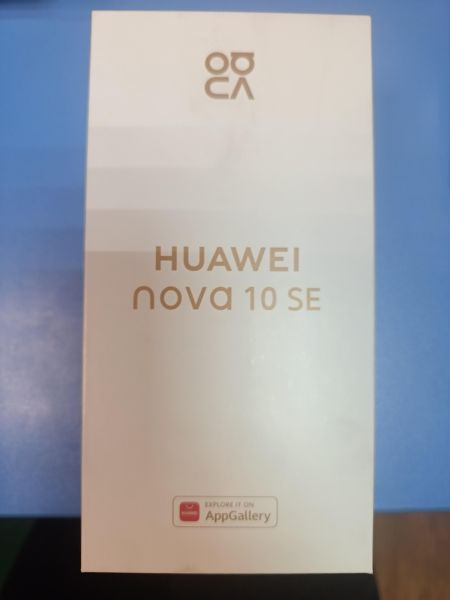 HUAWEI
nova 10 SE
EXPLORE IT ON
AppGallery